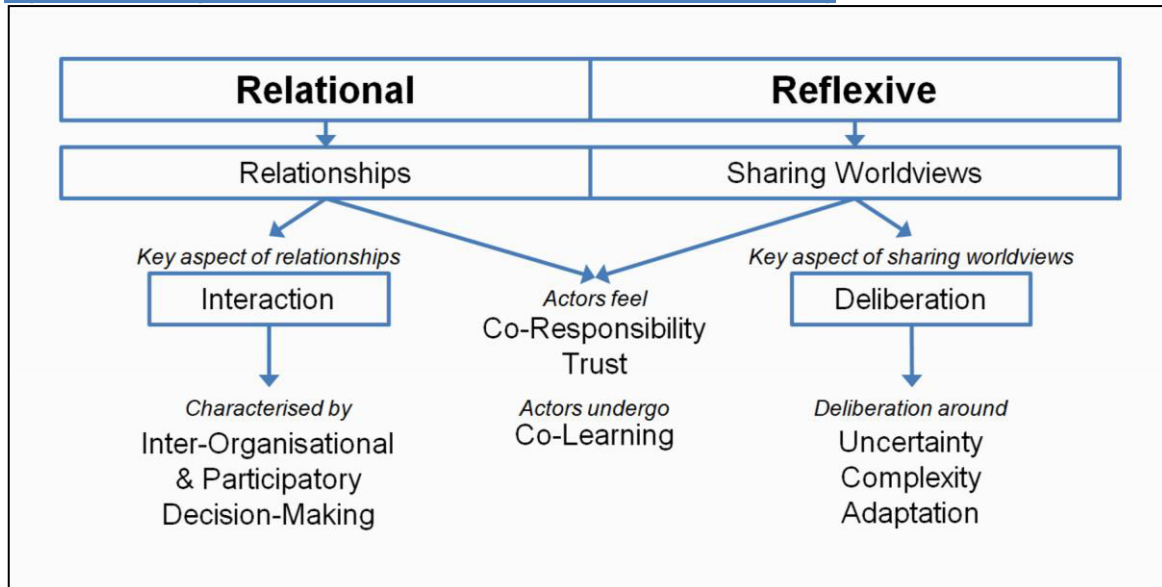 Relational
Reflexive
Relationships
Sharing Worldviews
Key aspect of relationships
Interaction
Characterised by
Inter-Organisational
& Participatory
Decision-Making
Actors feel
Co-Responsibility
Trust
Actors undergo
Co-Learning
Key aspect of sharing worldviews
Deliberation
Deliberation around
Uncertainty
Complexity
Adaptation